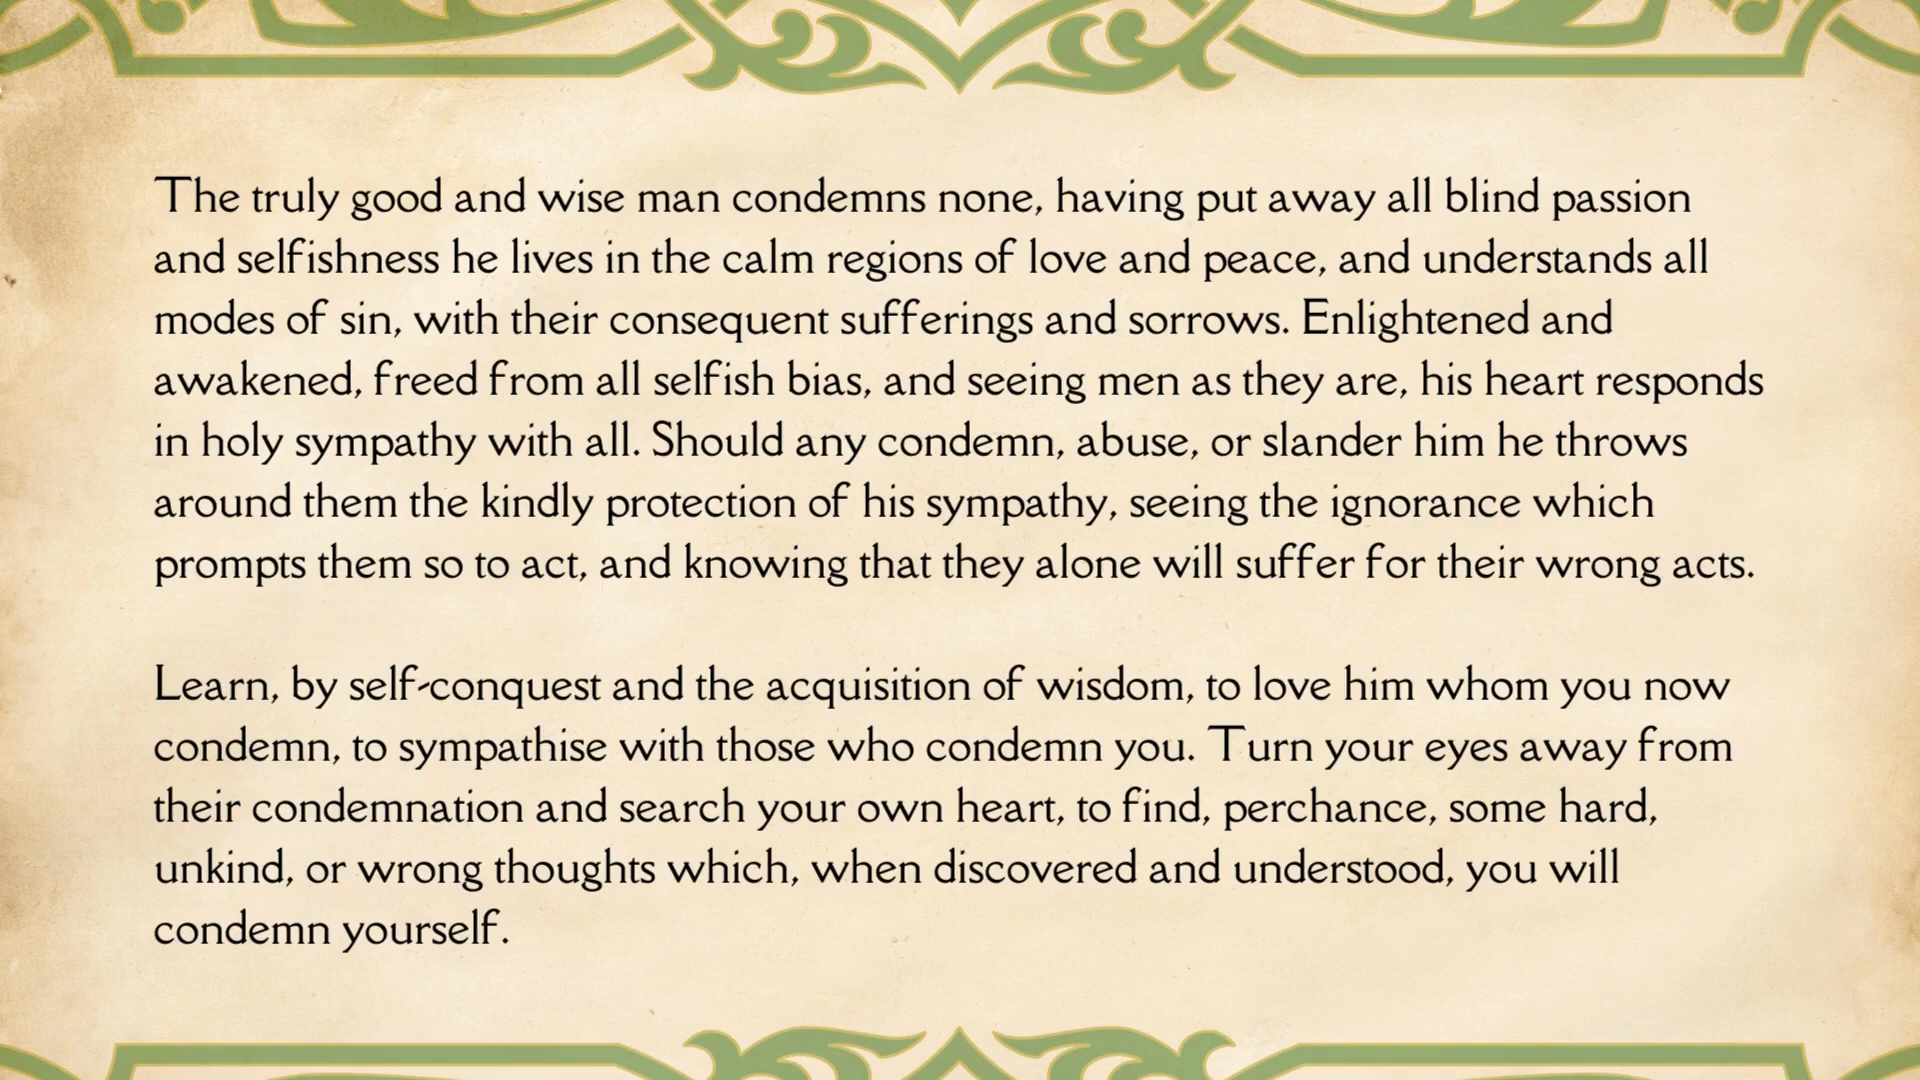 The truly good and wise man condemns none, having put away all blind passion
and selfishness he lives in the calm regions of love and peace, and understands all
modes of sin, with their consequent sufferings and sorrows. Enlightened and
awakened, freed from all selfish bias, and seeing men as they are, his heart responds
in holy sympathy with all. Should any condemn, abuse, or slander him he throws
around them the kindly protection of his sympathy, seeing the ignorance which
prompts them so to act, and knowing that they alone will suffer for their wrong acts.
Learn, by self-conquest and the acquisition of wisdom, to love him whom you now
condemn, to sympathise with those who condemn you. Turn your eyes away from
their condemnation and search your own heart, to find, perchance, some hard,
unkind, or wrong thoughts which, when discovered and understood, you will
condemn yourself.